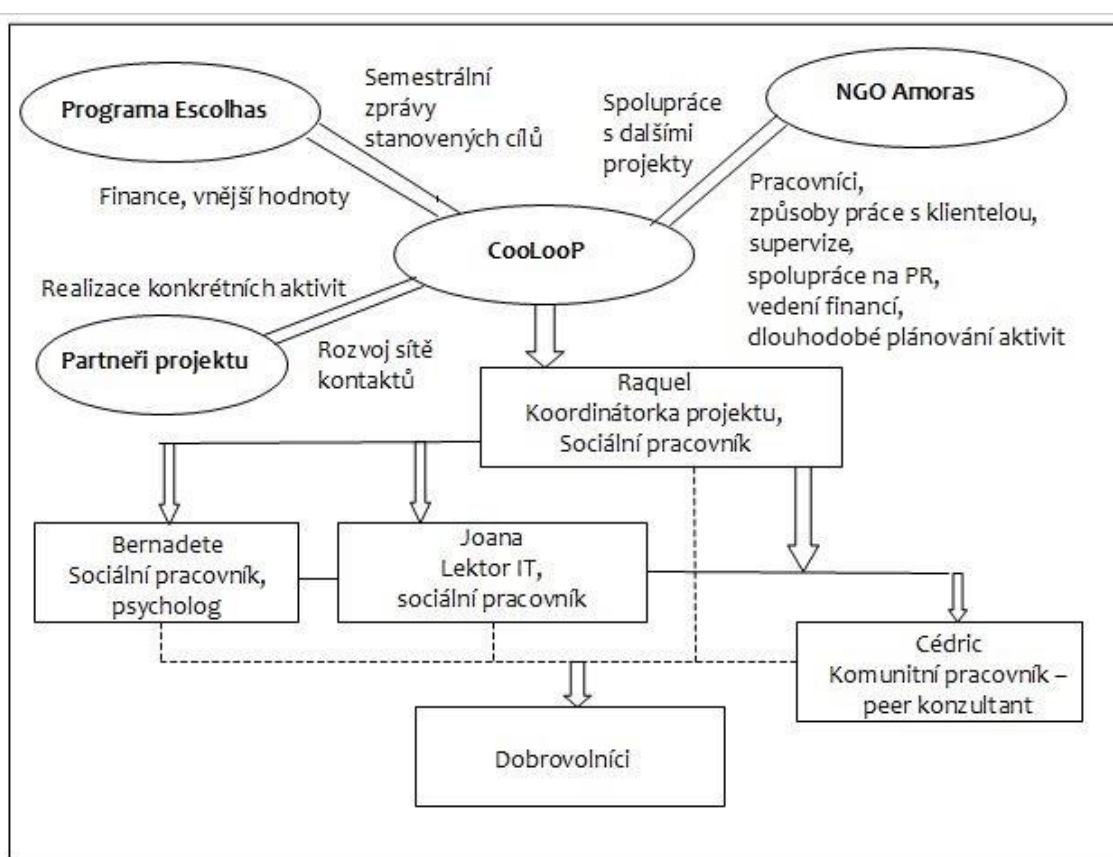 Programa Escolhas
Semestrální
zprávy
stanovených cílů
Spolupráce
s dalšími
projekty
NGO Amoras
Finance, vnější hodnoty
CooLooP
Pracovníci,
způsoby práce s klientelou,
supervize,
spolupráce na PR,
vedení financí,
dlouhodobé plánování aktivit
Realizace konkrétních aktivit
Partneři projektu
Rozvoj sítě
kontaktů
Raquel
Koordinátorka projektu,
Sociální pracovník
Bernadete
Sociální pracovník,
psycholog
Joana
Lektor IT,
sociální pracovník
Cédric
Komunitní pracovník –
peer konzultant
Dobrovolníci